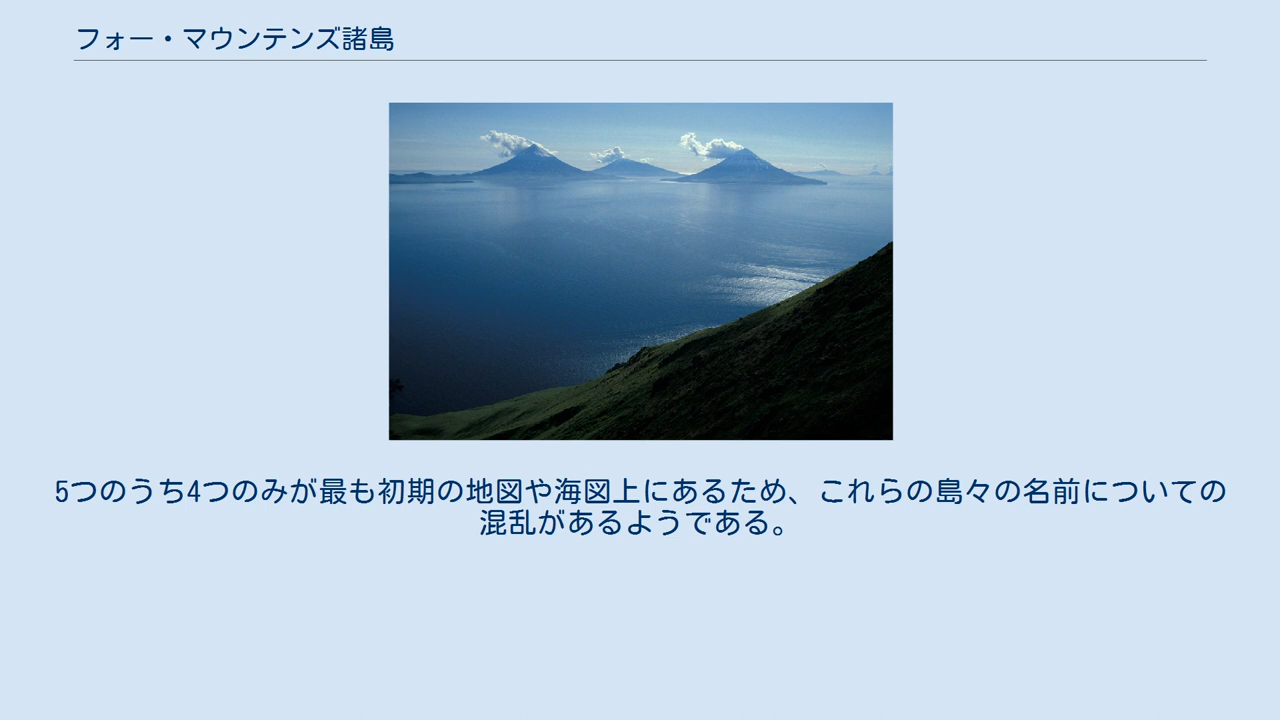 フォー・マウンテンズ諸島
5つのうち4つのみが最も初期の地図や海図上にあるため、これらの島々の名前についての
混乱があるようである。